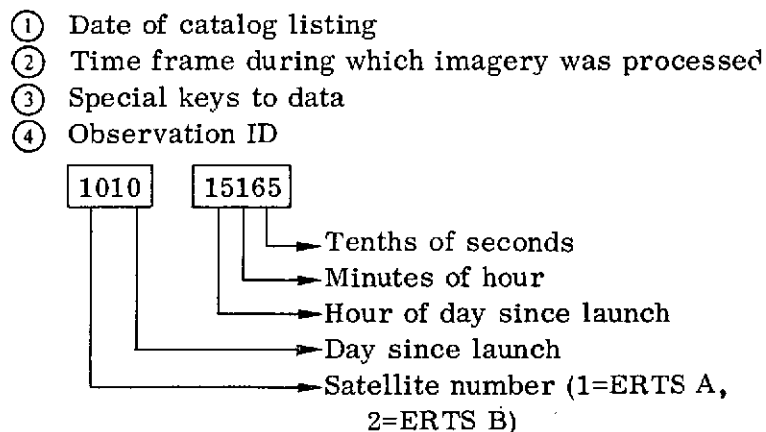 ① Date of catalog listing
② Time frame during which imagery was processed
③ Special keys to data
④ Observation ID
1010 15165
Tenths of seconds
Minutes of hour
Hour of day since launch
Day since launch
Satellite number (1=ERTS A,
2=ERTS B)